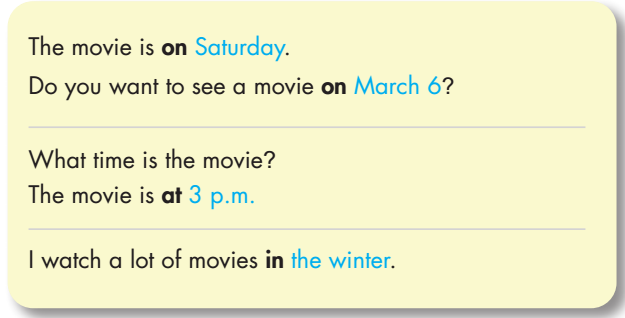 The movie is on Saturday.
Do you want to see a movie on March 6?
What time is the movie?
The movie is at 3 p.m.
I watch a lot of movies in the winter.